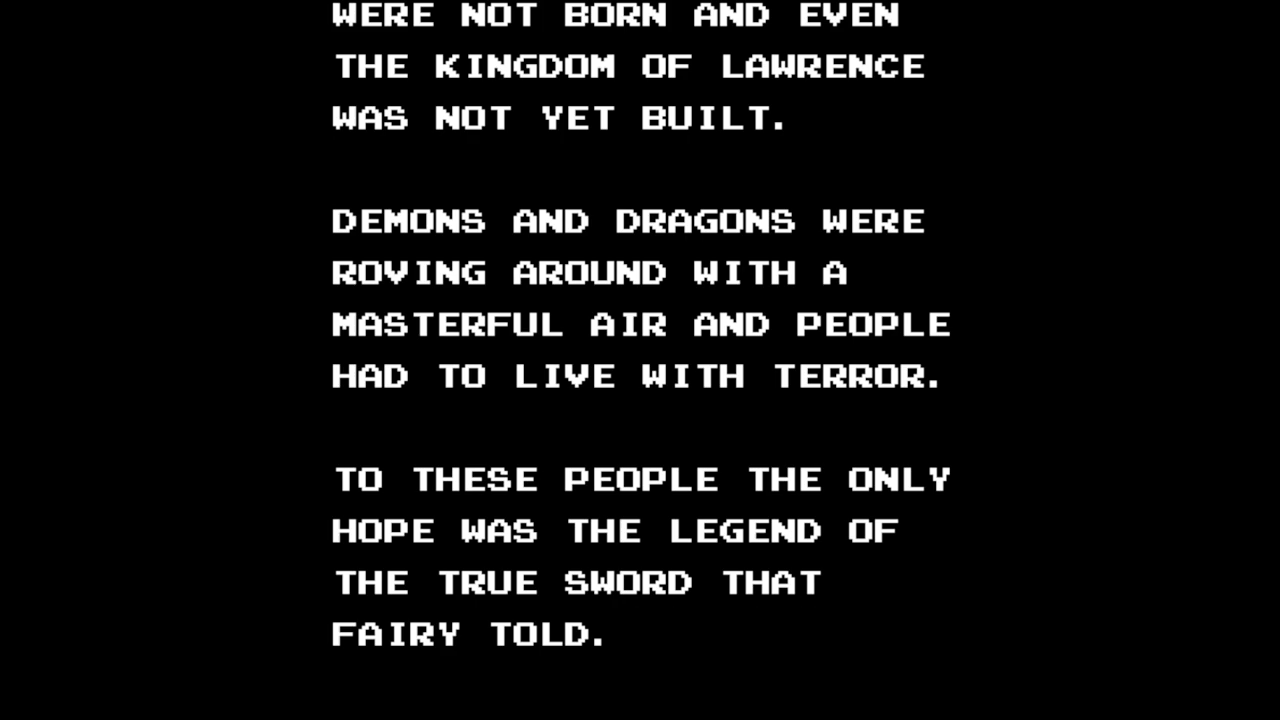 WERE NOT BORN AND EVEN
THE KINGDOM OF LAWRENCE
WAS NOT YET BUILT.
DEMONS AND DRAGONS WERE
ROVING AROUND WITH A
MASTERFUL AIR AND PEOPLE
HAD TO LIVE WITH TERROR.
TO THESE PEOPLE THE ONLY
HOPE WAS THE LEGEND OF
THE TRUE SWORD THAT
FAIRY TOLD.